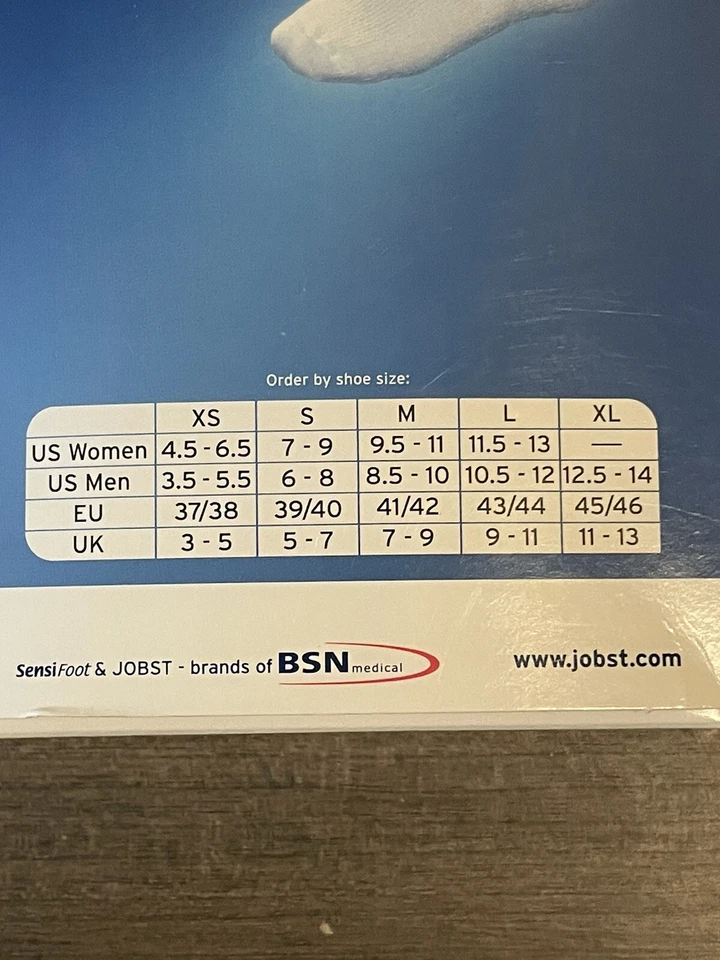 Order by shoe size:
XS S M L XL
US Women 4.5 - 6.5 7 - 9 9.5 - 11 11.5 - 13 —
US Men 3.5 - 5.5 6 - 8 8.5 - 10 10.5 - 12 12.5 - 14
EU 37/38 39/40 41/42 43/44 45/46
UK 3 - 5 5 - 7 7 - 9 9 - 11 11 - 13
SensiFoot & JOBST - brands of BSN medical www.jobst.com